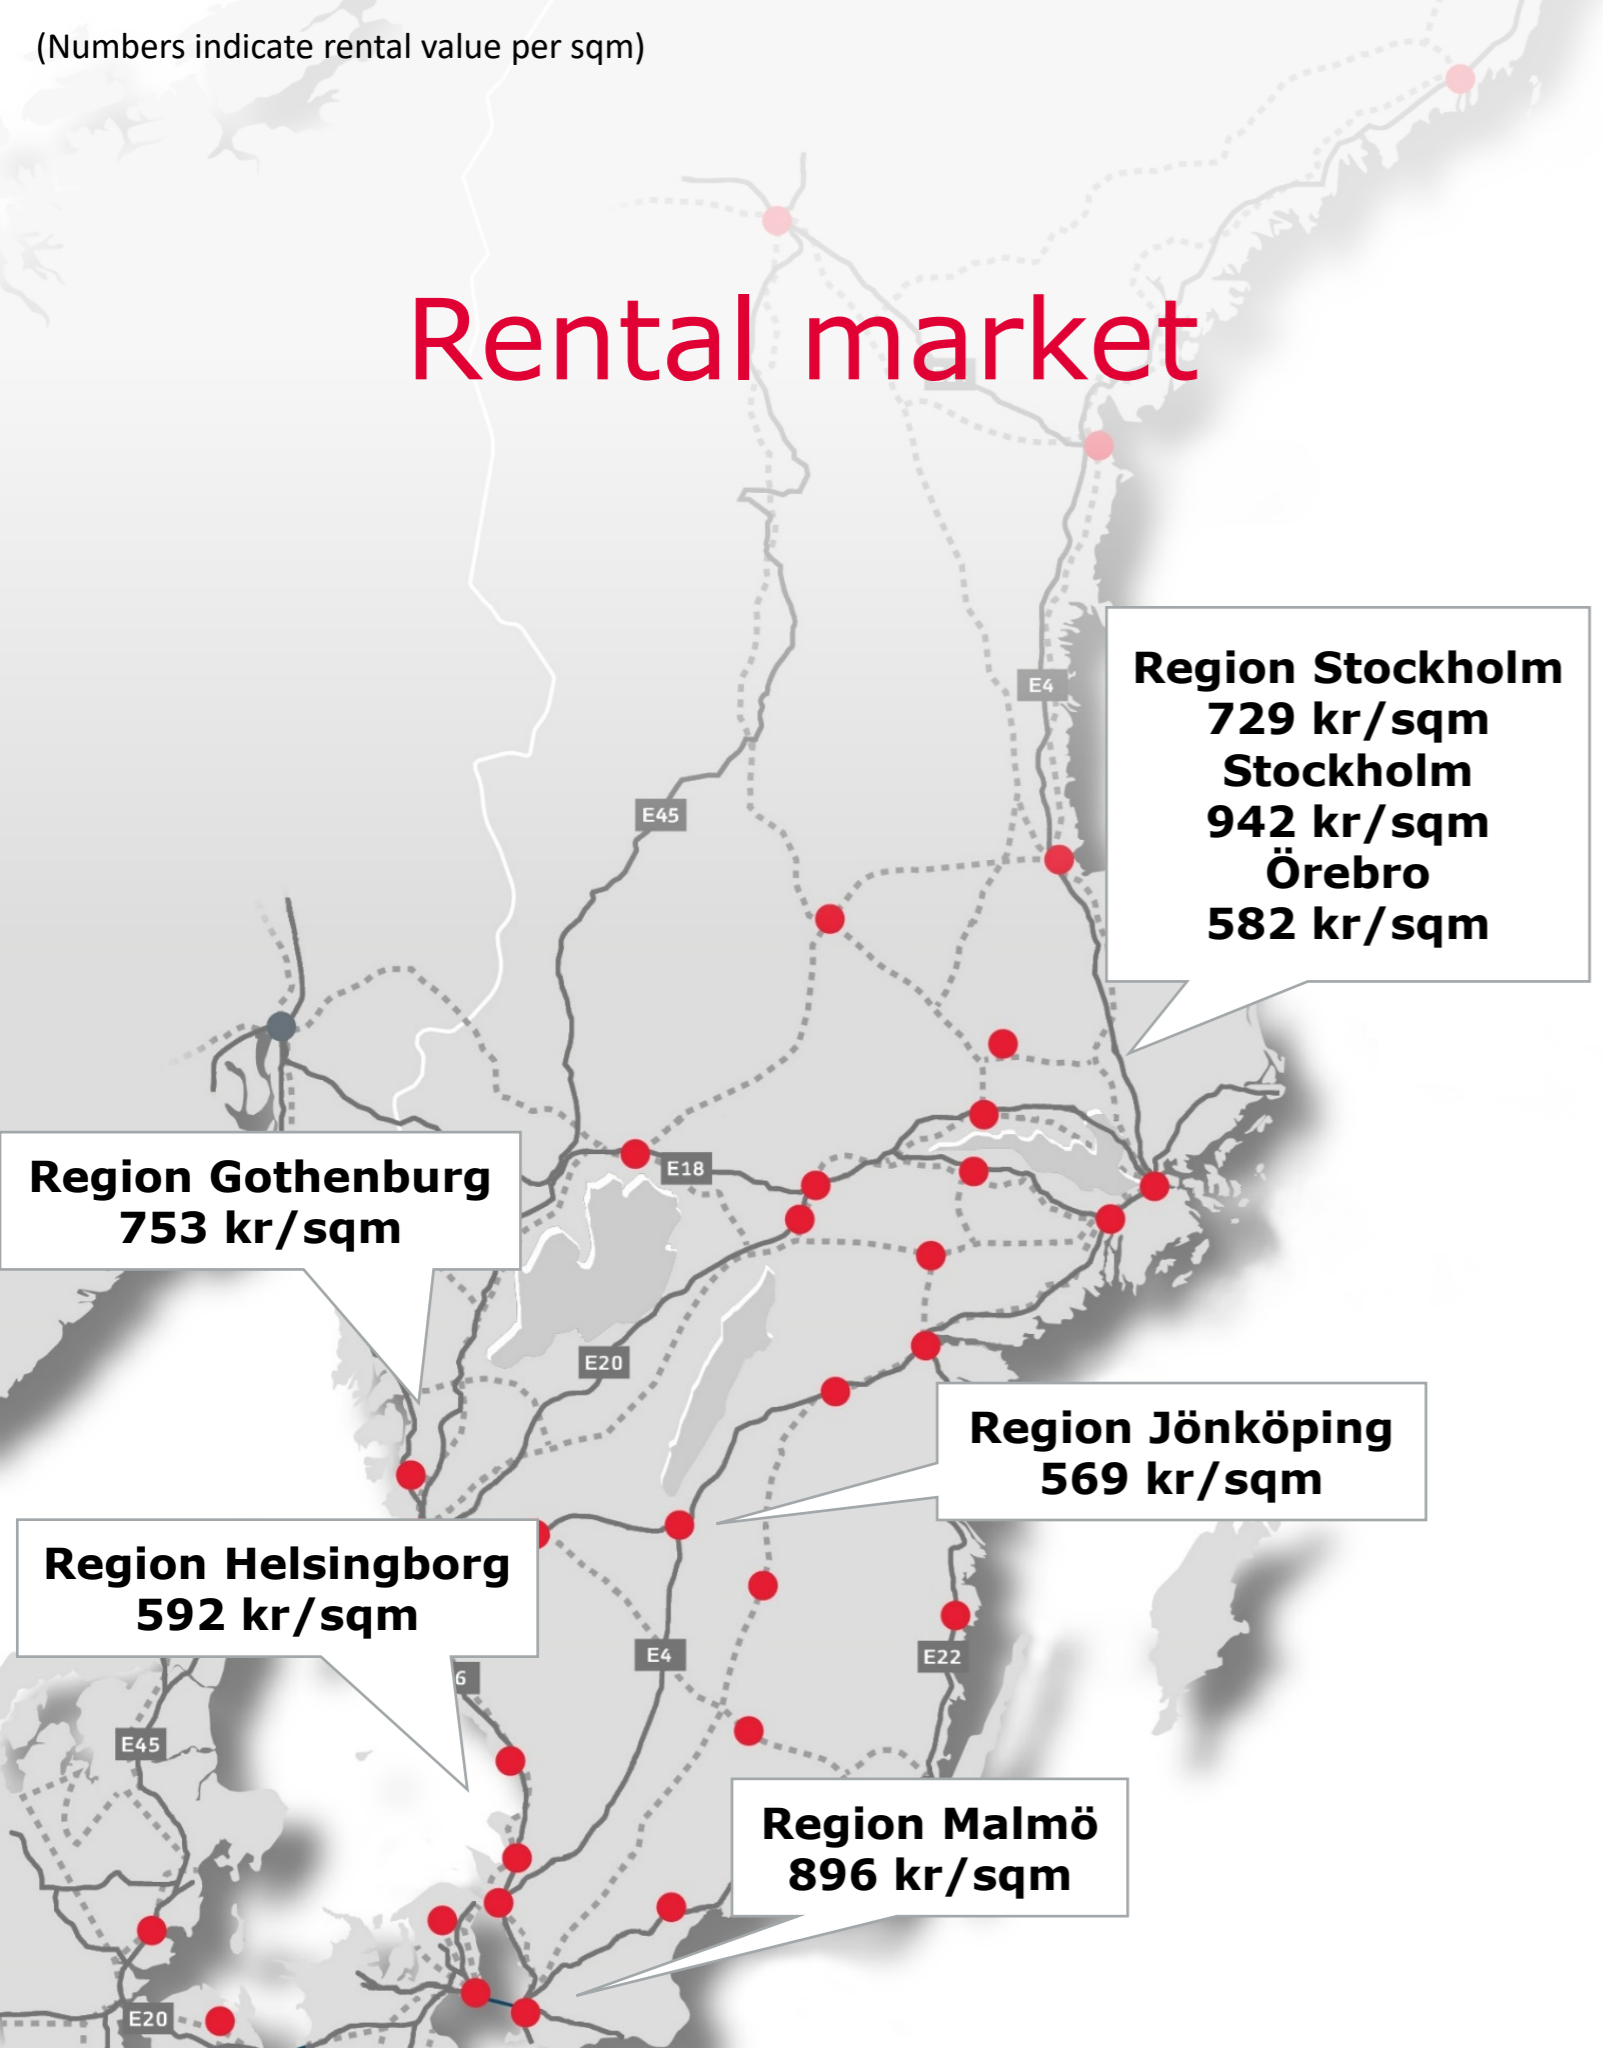 (Numbers indicate rental value per sqm)
Rental market
E4
Region Stockholm
729 kr/sqm
Stockholm
942 kr/sqm
Örebro
582 kr/sqm
E45
Region Gothenburg
753 kr/sqm
E18
E20
Region Jönköping
569 kr/sqm
Region Helsingborg
592 kr/sqm
E4
E22
6
E45
Region Malmö
896 kr/sqm
E20